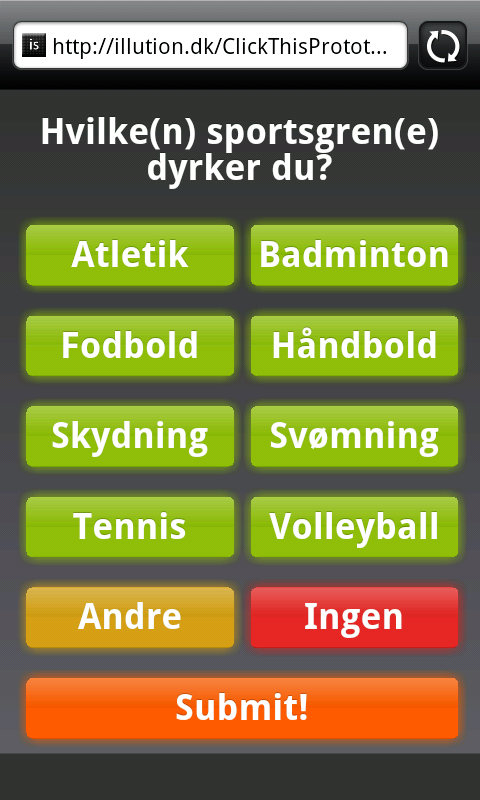 is http://illution.dk/ClickThisProtot...
Hvilke(n) sportsgren(e)
dyrker du?
Atletik Badminton
Fodbold Håndbold
Skydning Svømning
Tennis Volleyball
Andre Ingen
Submit!